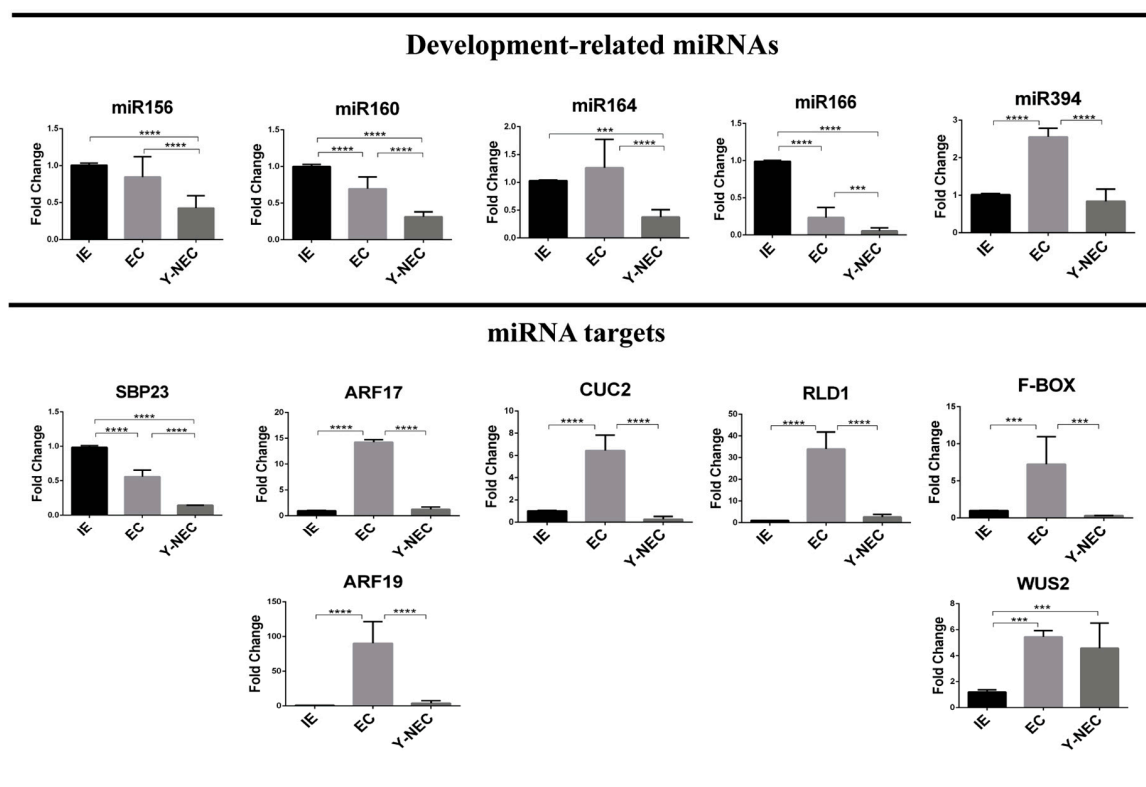 Development-related miRNAs
miR156
Fold Change
1.5
1.0
0.5
0.0
****
****
IE
EC
Y-NEC
miR160
Fold Change
1.5
1.0
0.5
0.0
****
****
****
IE
EC
Y-NEC
miR164
Fold Change
2.0
1.5
1.0
0.5
0.0
***
****
IE
EC
Y-NEC
miR166
Fold Change
1.5
1.0
0.5
0.0
****
****
***
IE
EC
Y-NEC
miR394
Fold Change
3
2
1
0
****
****
IE
EC
Y-NEC
miRNA targets
SBP23
Fold Change
1.5
1.0
0.5
0.0
****
****
****
IE
EC
Y-NEC
ARF17
Fold Change
20
15
10
5
0
****
****
IE
EC
Y-NEC
CUC2
Fold Change
10
8
6
4
2
0
****
****
IE
EC
Y-NEC
RLD1
Fold Change
50
40
30
20
10
0
****
****
IE
EC
Y-NEC
F-BOX
Fold Change
15
10
5
0
***
***
IE
EC
Y-NEC
ARF19
Fold Change
150
100
50
0
****
****
IE
EC
Y-NEC
WUS2
Fold Change
8
6
4
2
0
***
***
IE
EC
Y-NEC